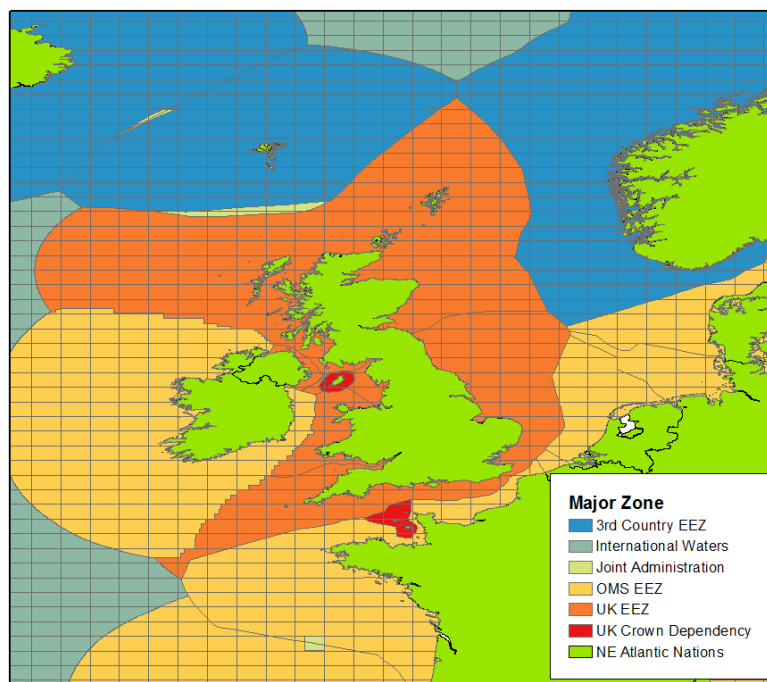 Major Zone
3rd Country EEZ
International Waters
Joint Administration
OMS EEZ
UK EEZ
UK Crown Dependency
NE Atlantic Nations